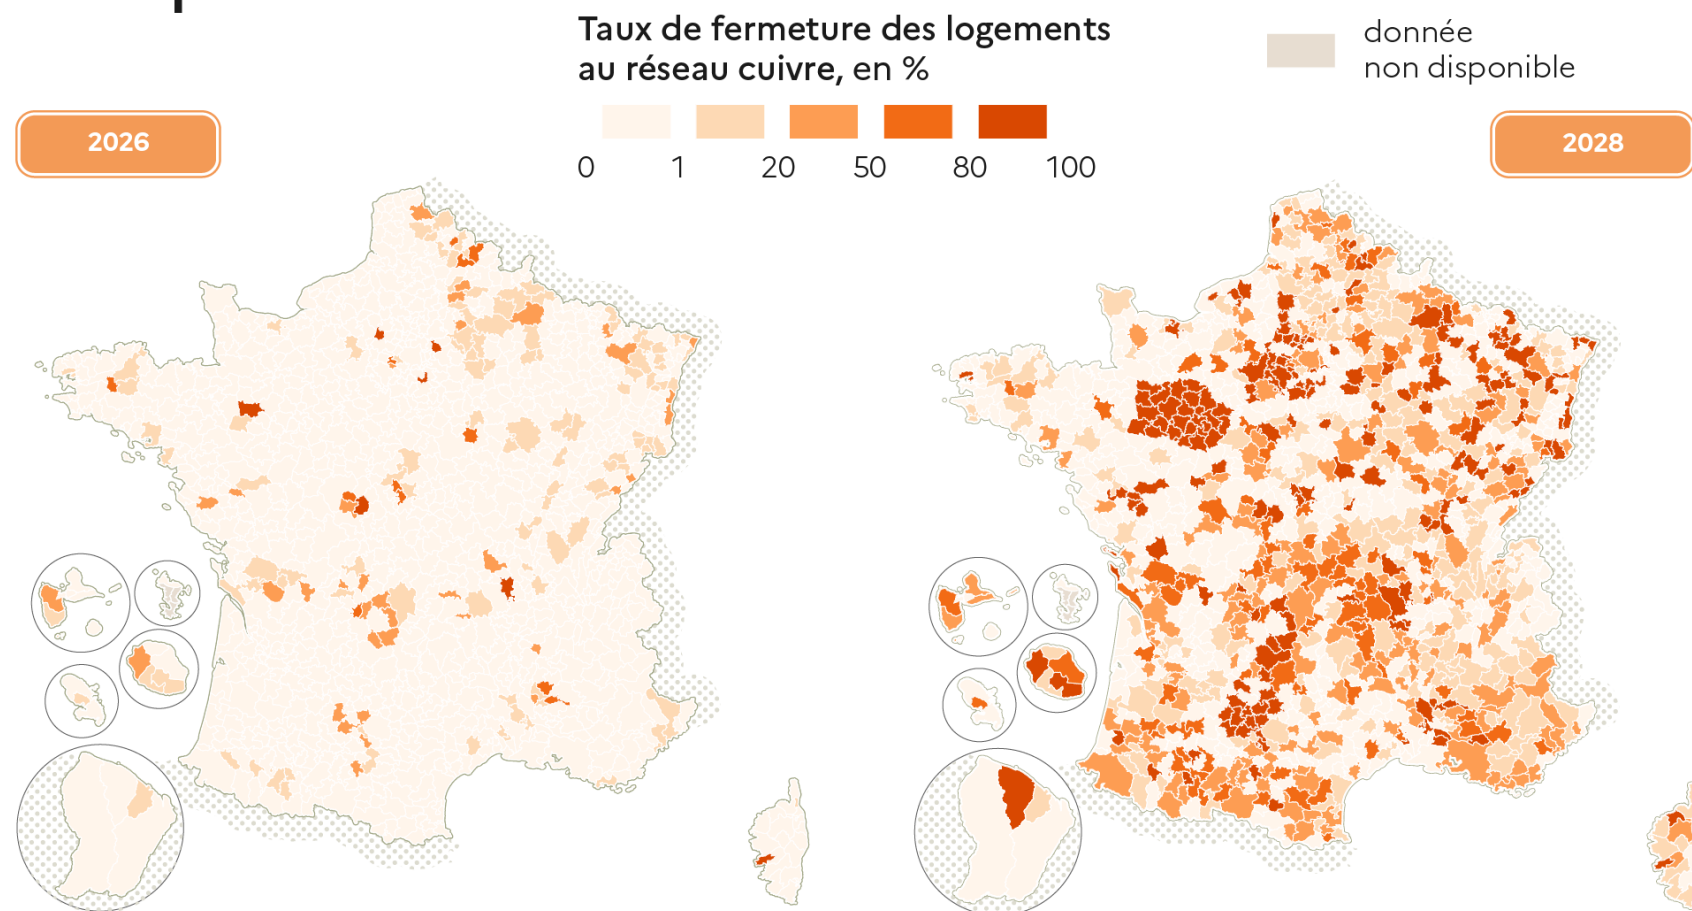 Taux de fermeture des logements
au réseau cuivre, en %
donnée
non disponible
2026
2028
0 1 20 50 80 100